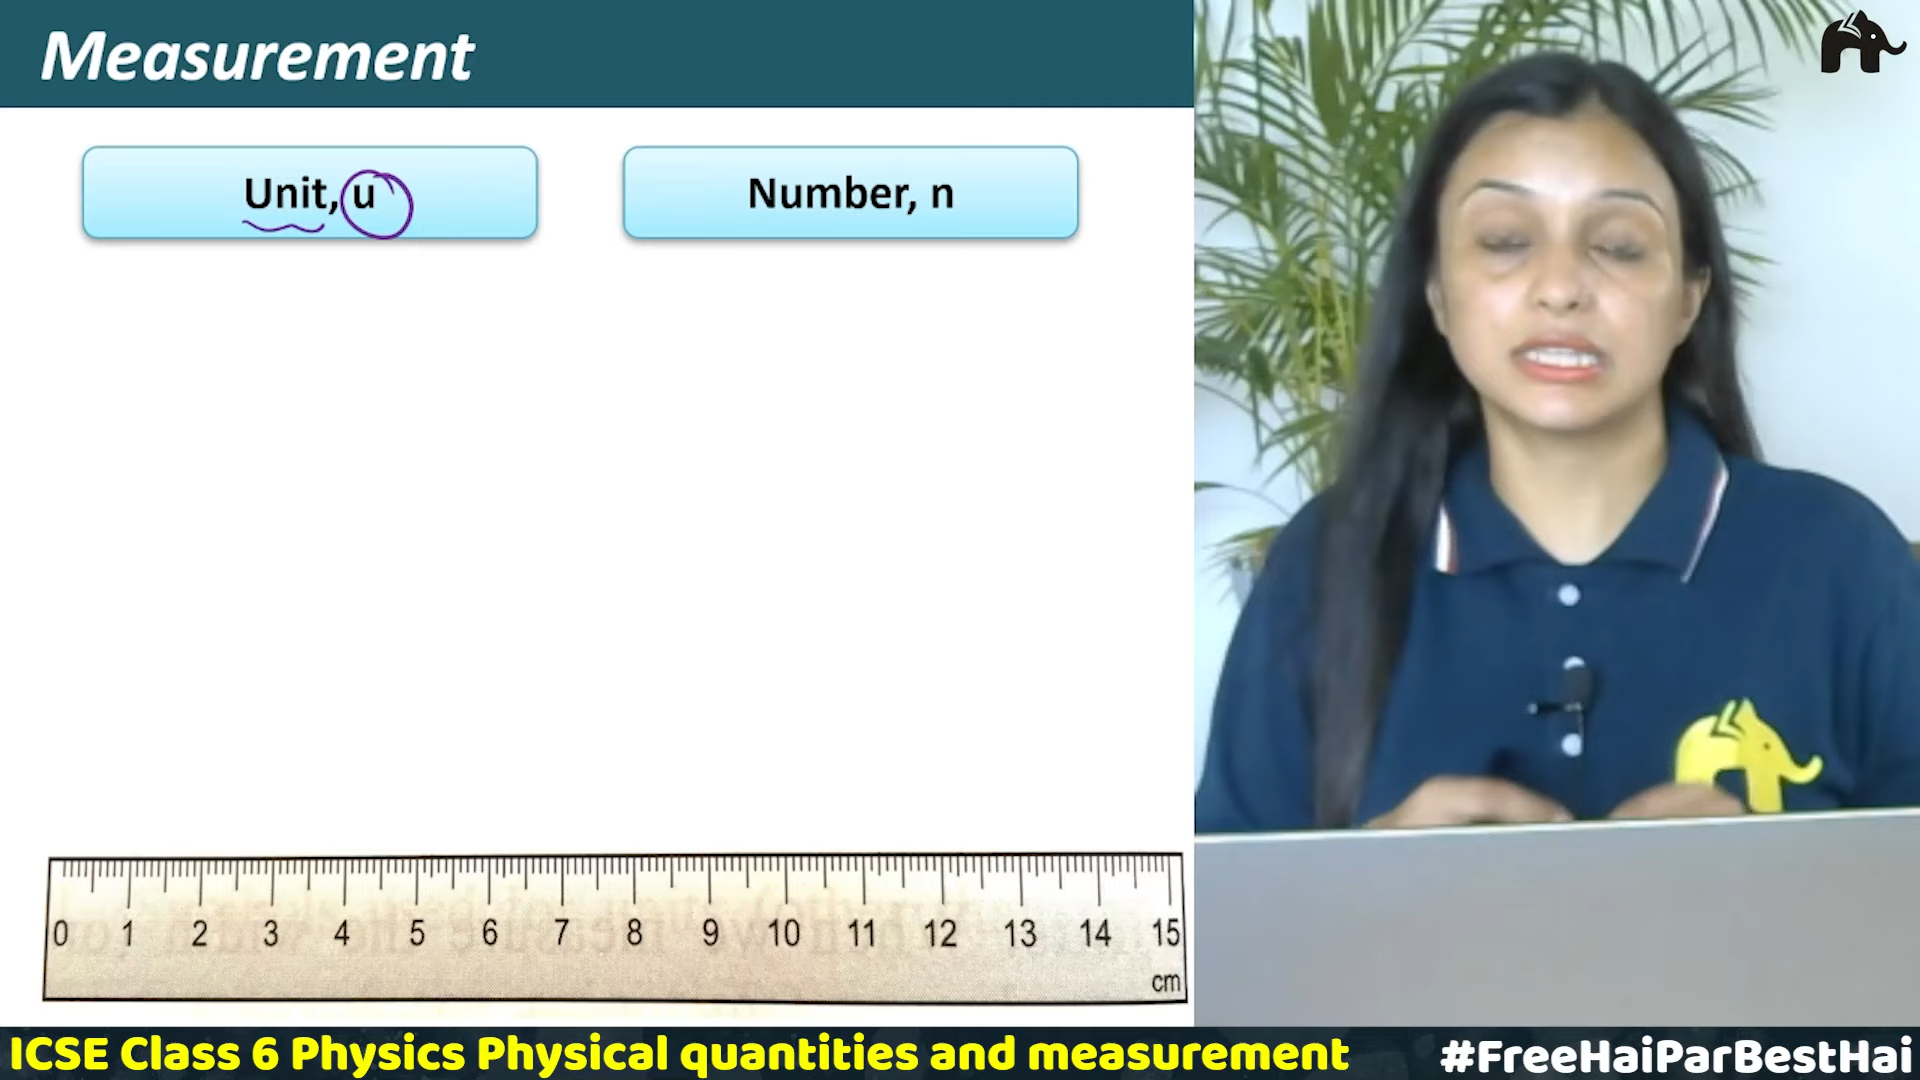 Measurement
Unit, u
Number, n
0 1 2 3 4 5 6 7 8 9 10 11 12 13 14 15
cm
ICSE Class 6 Physics Physical quantities and measurement
#FreeHaiParBestHai